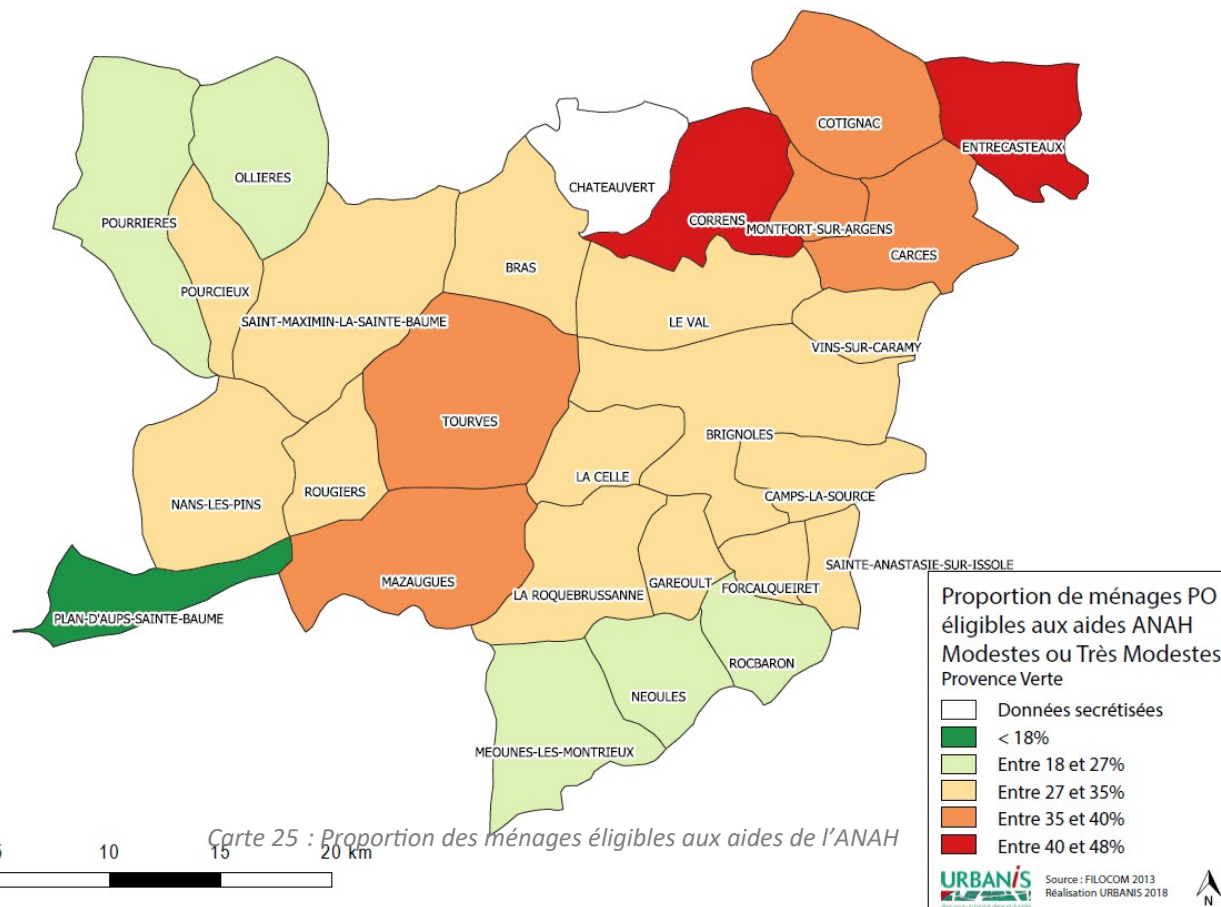 COTIGNAC
ENTRECASTEAUX
OLLIERES
CHATEAUVERT
POURRIERES
CORRENS
MONTFORT-SUR-ARGENS
CARCES
BRAS
POURCIEUX
SAINT-MAXIMIN-LA-SAINTE-BAUME
LE VAL
VINS-SUR-CARAMY
TOURVES
BRIGNOLES
LA CELLE
ROUGIERS
CAMPS-LA-SOURCE
NANS-LES-PINS
SAINTE-ANASTASIE-SUR-ISSOLE
MAZAUGUES
GAREOULT
FORCALQUEIRET
LA ROQUEBRUSSANNE
PLAN-D'AUPS-SAINTE-BAUME
ROCBARON
NEOULES
MEOUNES-LES-MONTRIEUX
Proportion de ménages PO
éligibles aux aides ANAH
Modestes ou Très Modestes
Provence Verte
Données secrétisées
< 18%
Entre 18 et 27%
Entre 27 et 35%
Entre 35 et 40%
Entre 40 et 48%
Carte 25 : Proportion des ménages éligibles aux aides de l'ANAH
5 10 15 20 km
URBANiS
Source : FILOCOM 2013
Réalisation URBANIS 2018
N